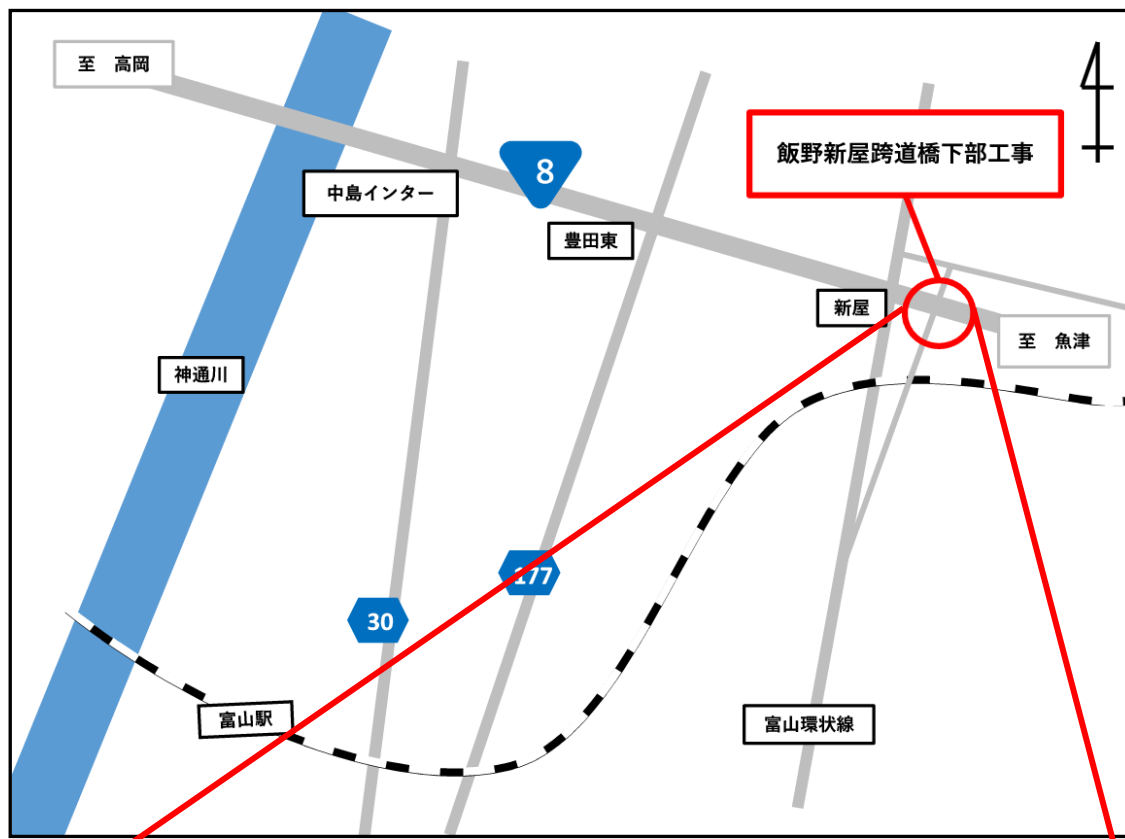 至　高岡
飯野新屋跨道橋下部工事
8
中島インター
豊田東
新屋
至　魚津
神通川
177
30
富山駅
富山環状線